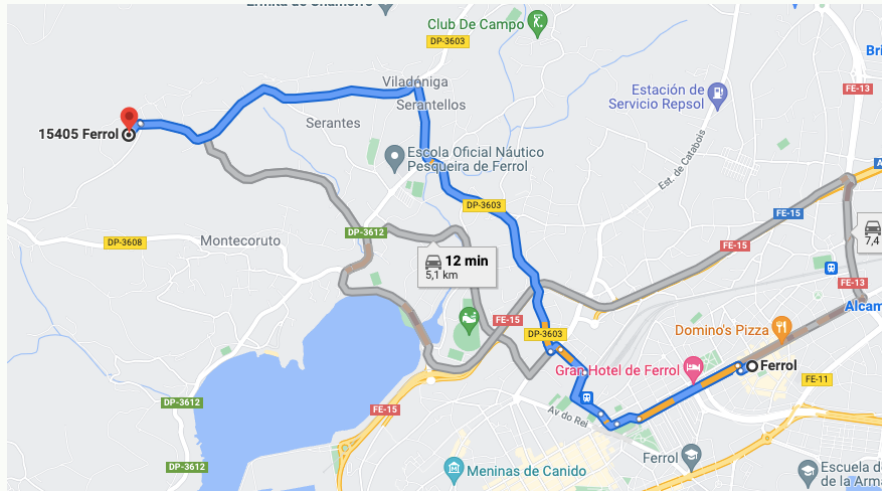 Ermita de Chamorro
Club De Campo
DP-3603
Bri
FE-13
Viladóniga
Serantellos
Estación de
Servicio Repsol
Serantes
15405 Ferrol
Escola Oficial Náutico
Pesqueira de Ferrol
Est. de Catabois
A
DP-3603
FE-15
DP-3612
Montecoruto
DP-3608
FE-15
12 min
5,1 km
7,4
FE-13
Alcam
FE-15
DP-3603
Domino's Pizza
Gran Hotel de Ferrol
Ferrol
FE-11
DP-3612
FE-15
Av do Rei
Ferrol
Meninas de Canido
DP-3612
Escuela de
de la Arma